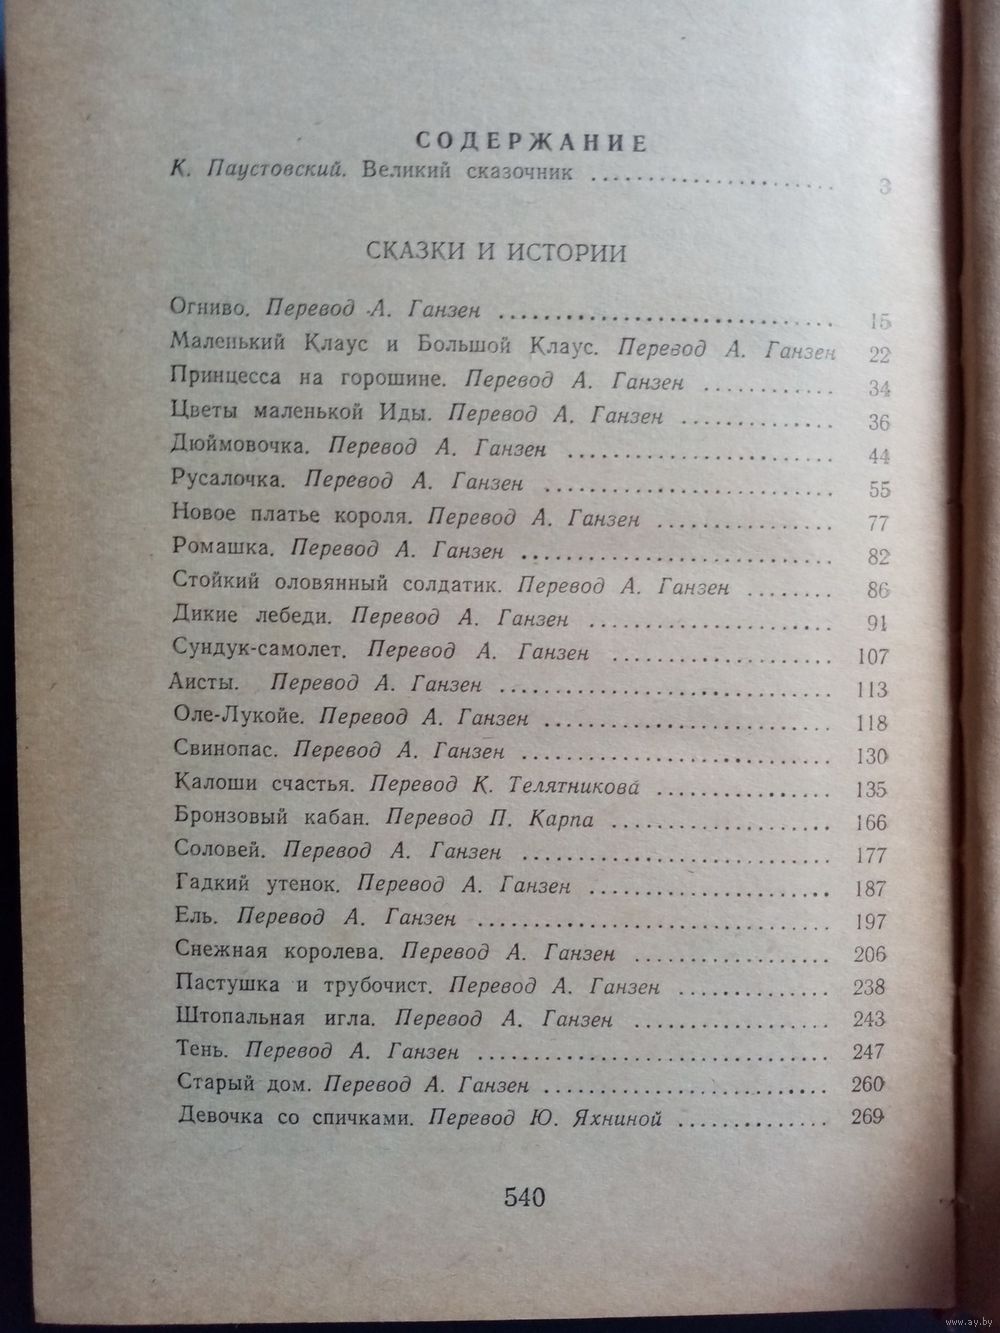 СОДЕРЖАНИЕ
К. Паустовский. Великий сказочник ..................... 3
СКАЗКИ И ИСТОРИИ
Огниво. Перевод А. Ганзен ............................. 15
Маленький Клаус и Большой Клаус. Перевод А. Ганзен 22
Принцесса на горошине. Перевод А. Ганзен ............ 34
Цветы маленькой Иды. Перевод А. Ганзен .............. 36
Дюймовочка. Перевод А. Ганзен ....................... 44
Русалочка. Перевод А. Ганзен ......................... 55
Новое платье короля. Перевод А. Ганзен ............... 77
Ромашка. Перевод А. Ганзен ........................... 82
Стойкий оловянный солдатик. Перевод А. Ганзен ........ 86
Дикие лебеди. Перевод А. Ганзен ...................... 91
Сундук-самолет. Перевод А. Ганзен .................... 107
Аисты. Перевод А. Ганзен ............................. 113
Оле-Лукойе. Перевод А. Ганзен ........................ 118
Свинопас. Перевод А. Ганзен .......................... 130
Калоши счастья. Перевод К. Телятникова ............... 135
Бронзовый кабан. Перевод П. Карпа .................... 166
Соловей. Перевод А. Ганзен ........................... 177
Гадкий утенок. Перевод А. Ганзен ..................... 187
Ель. Перевод А. Ганзен ............................... 197
Снежная королева. Перевод А. Ганзен .................. 206
Пастушка и трубочист. Перевод А. Ганзен .............. 238
Штопальная игла. Перевод А. Ганзен ................... 243
Тень. Перевод А. Ганзен .............................. 247
Старый дом. Перевод А. Ганзен ........................ 260
Девочка со спичками. Перевод Ю. Яхниной .............. 269
540
www.ay.by